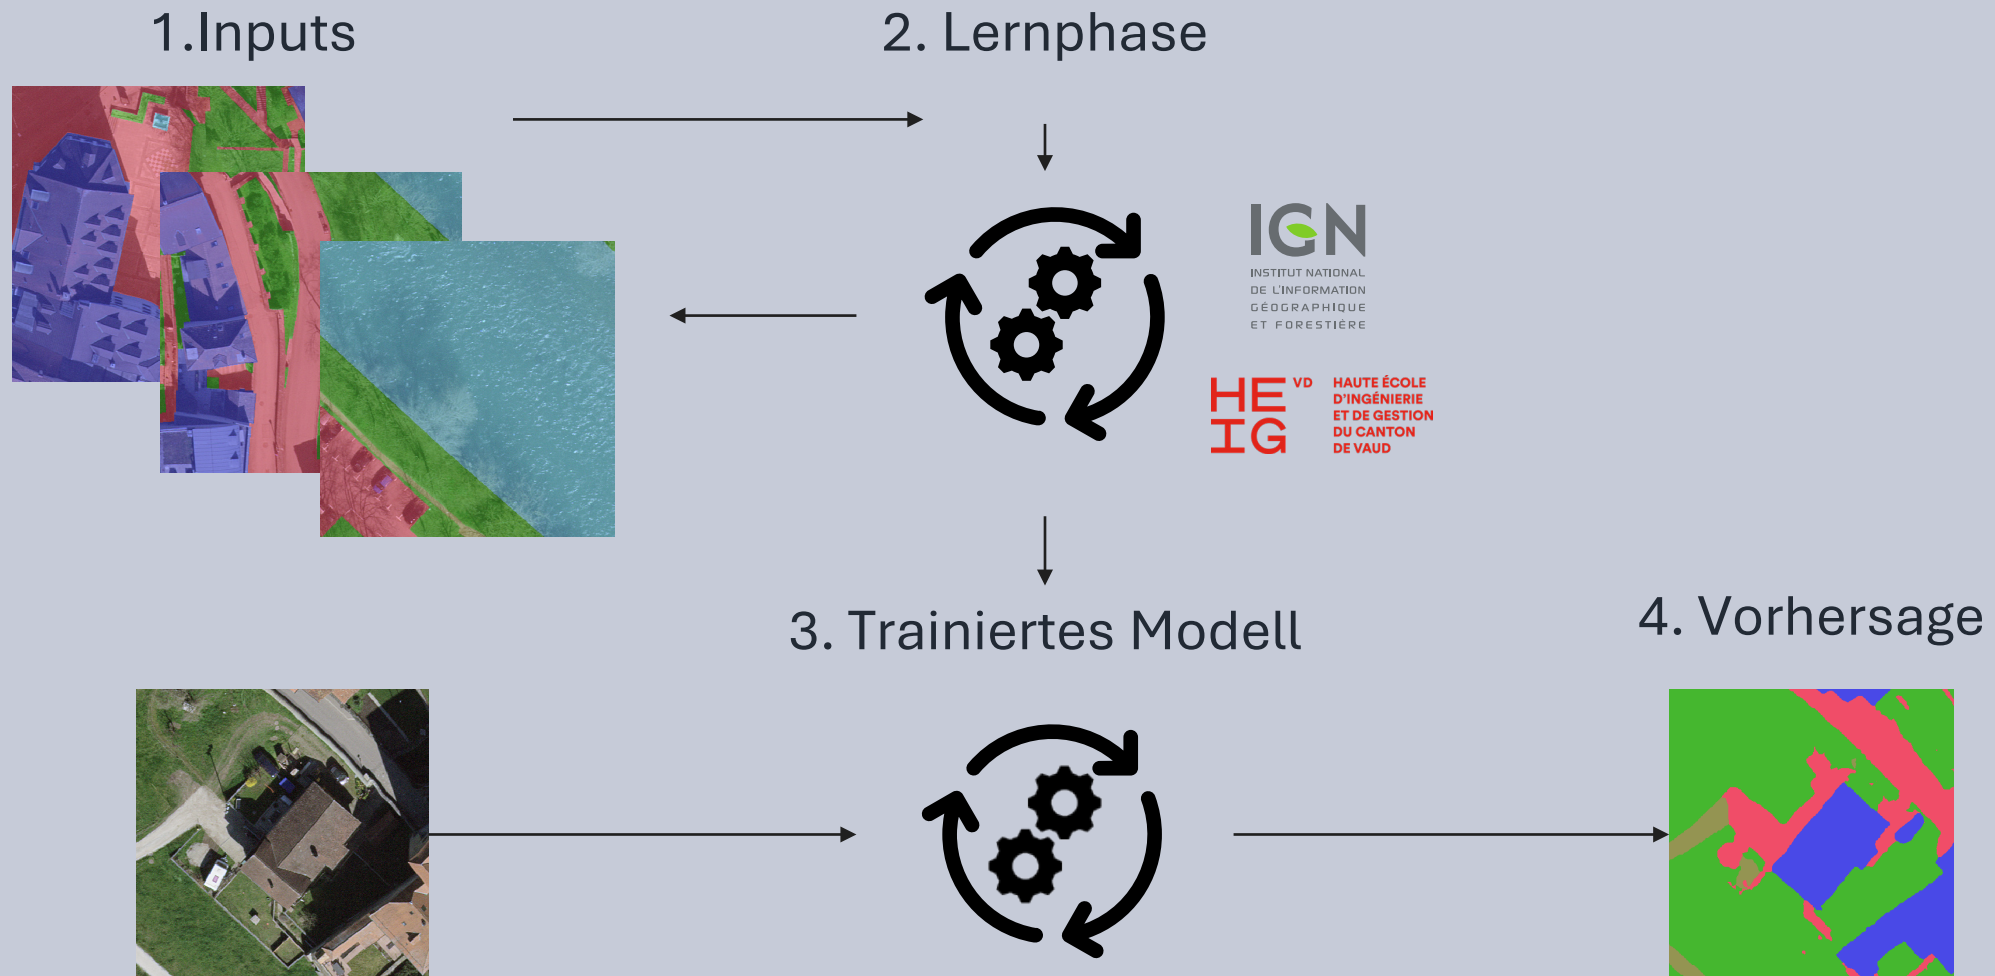 1.Inputs
2. Lernphase
IGN
INSTITUT NATIONAL
DE L'INFORMATION
GÉOGRAPHIQUE
ET FORESTIÈRE
HE VD
IG
HAUTE ÉCOLE
D'INGÉNIERIE
ET DE GESTION
DU CANTON
DE VAUD
3. Trainiertes Modell
4. Vorhersage